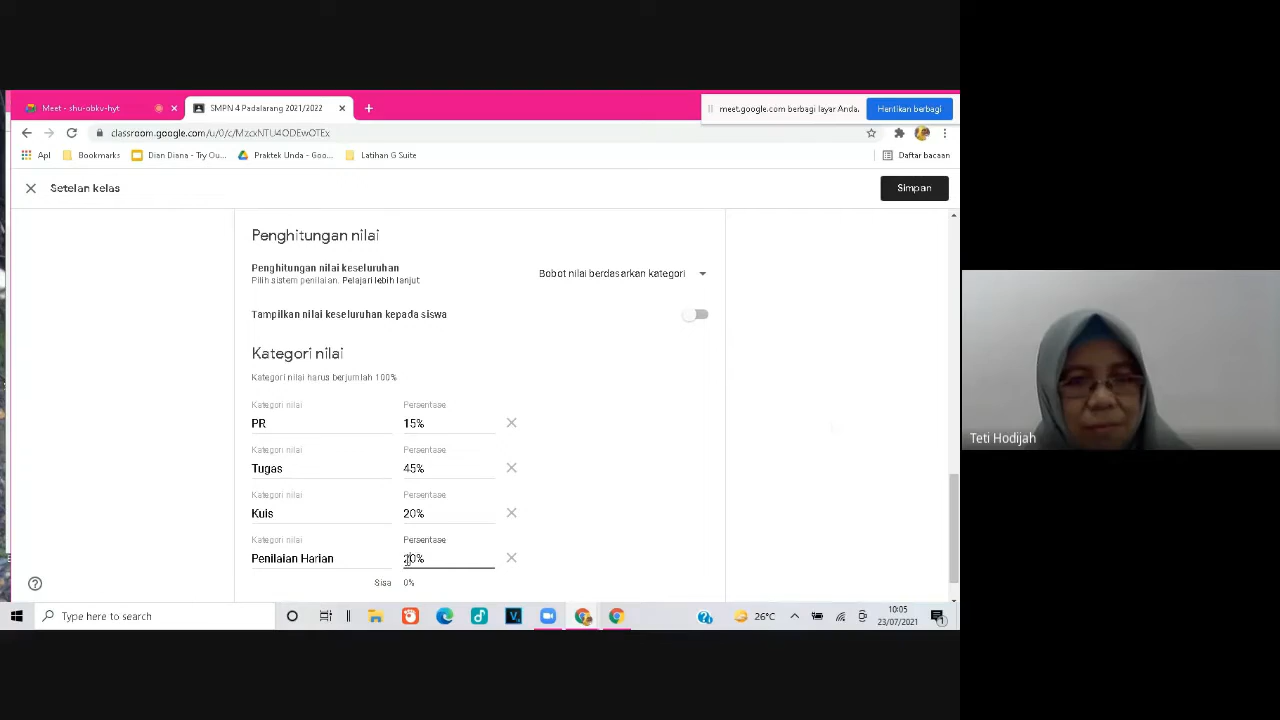 Meet - shu-obkv-hyt
SMPN 4 Padalarang 2021/2022
meet.google.com berbagi layar Anda.
Hentikan berbagi
classroom.google.com/u/0/c/MzcxNTU4ODEwOTEx
Apl
Bookmarks
Dian Diana - Try Ou...
Praktek Unda - Goo...
Latihan G Suite
Daftar bacaan
Setelan kelas
Simpan
Penghitungan nilai
Penghitungan nilai keseluruhan
Pilih sistem penilaian. Pelajari lebih lanjut
Bobot nilai berdasarkan kategori
Tampilkan nilai keseluruhan kepada siswa
Kategori nilai
Kategori nilai harus berjumlah 100%
Kategori nilai Persentase
PR 15%
Kategori nilai Persentase
Tugas 45%
Kategori nilai Persentase
Kuis 20%
Kategori nilai Persentase
Penilaian Harian 20%
Sisa 0%
Teti Hodijah
Type here to search
26°C
10:05
23/07/2021